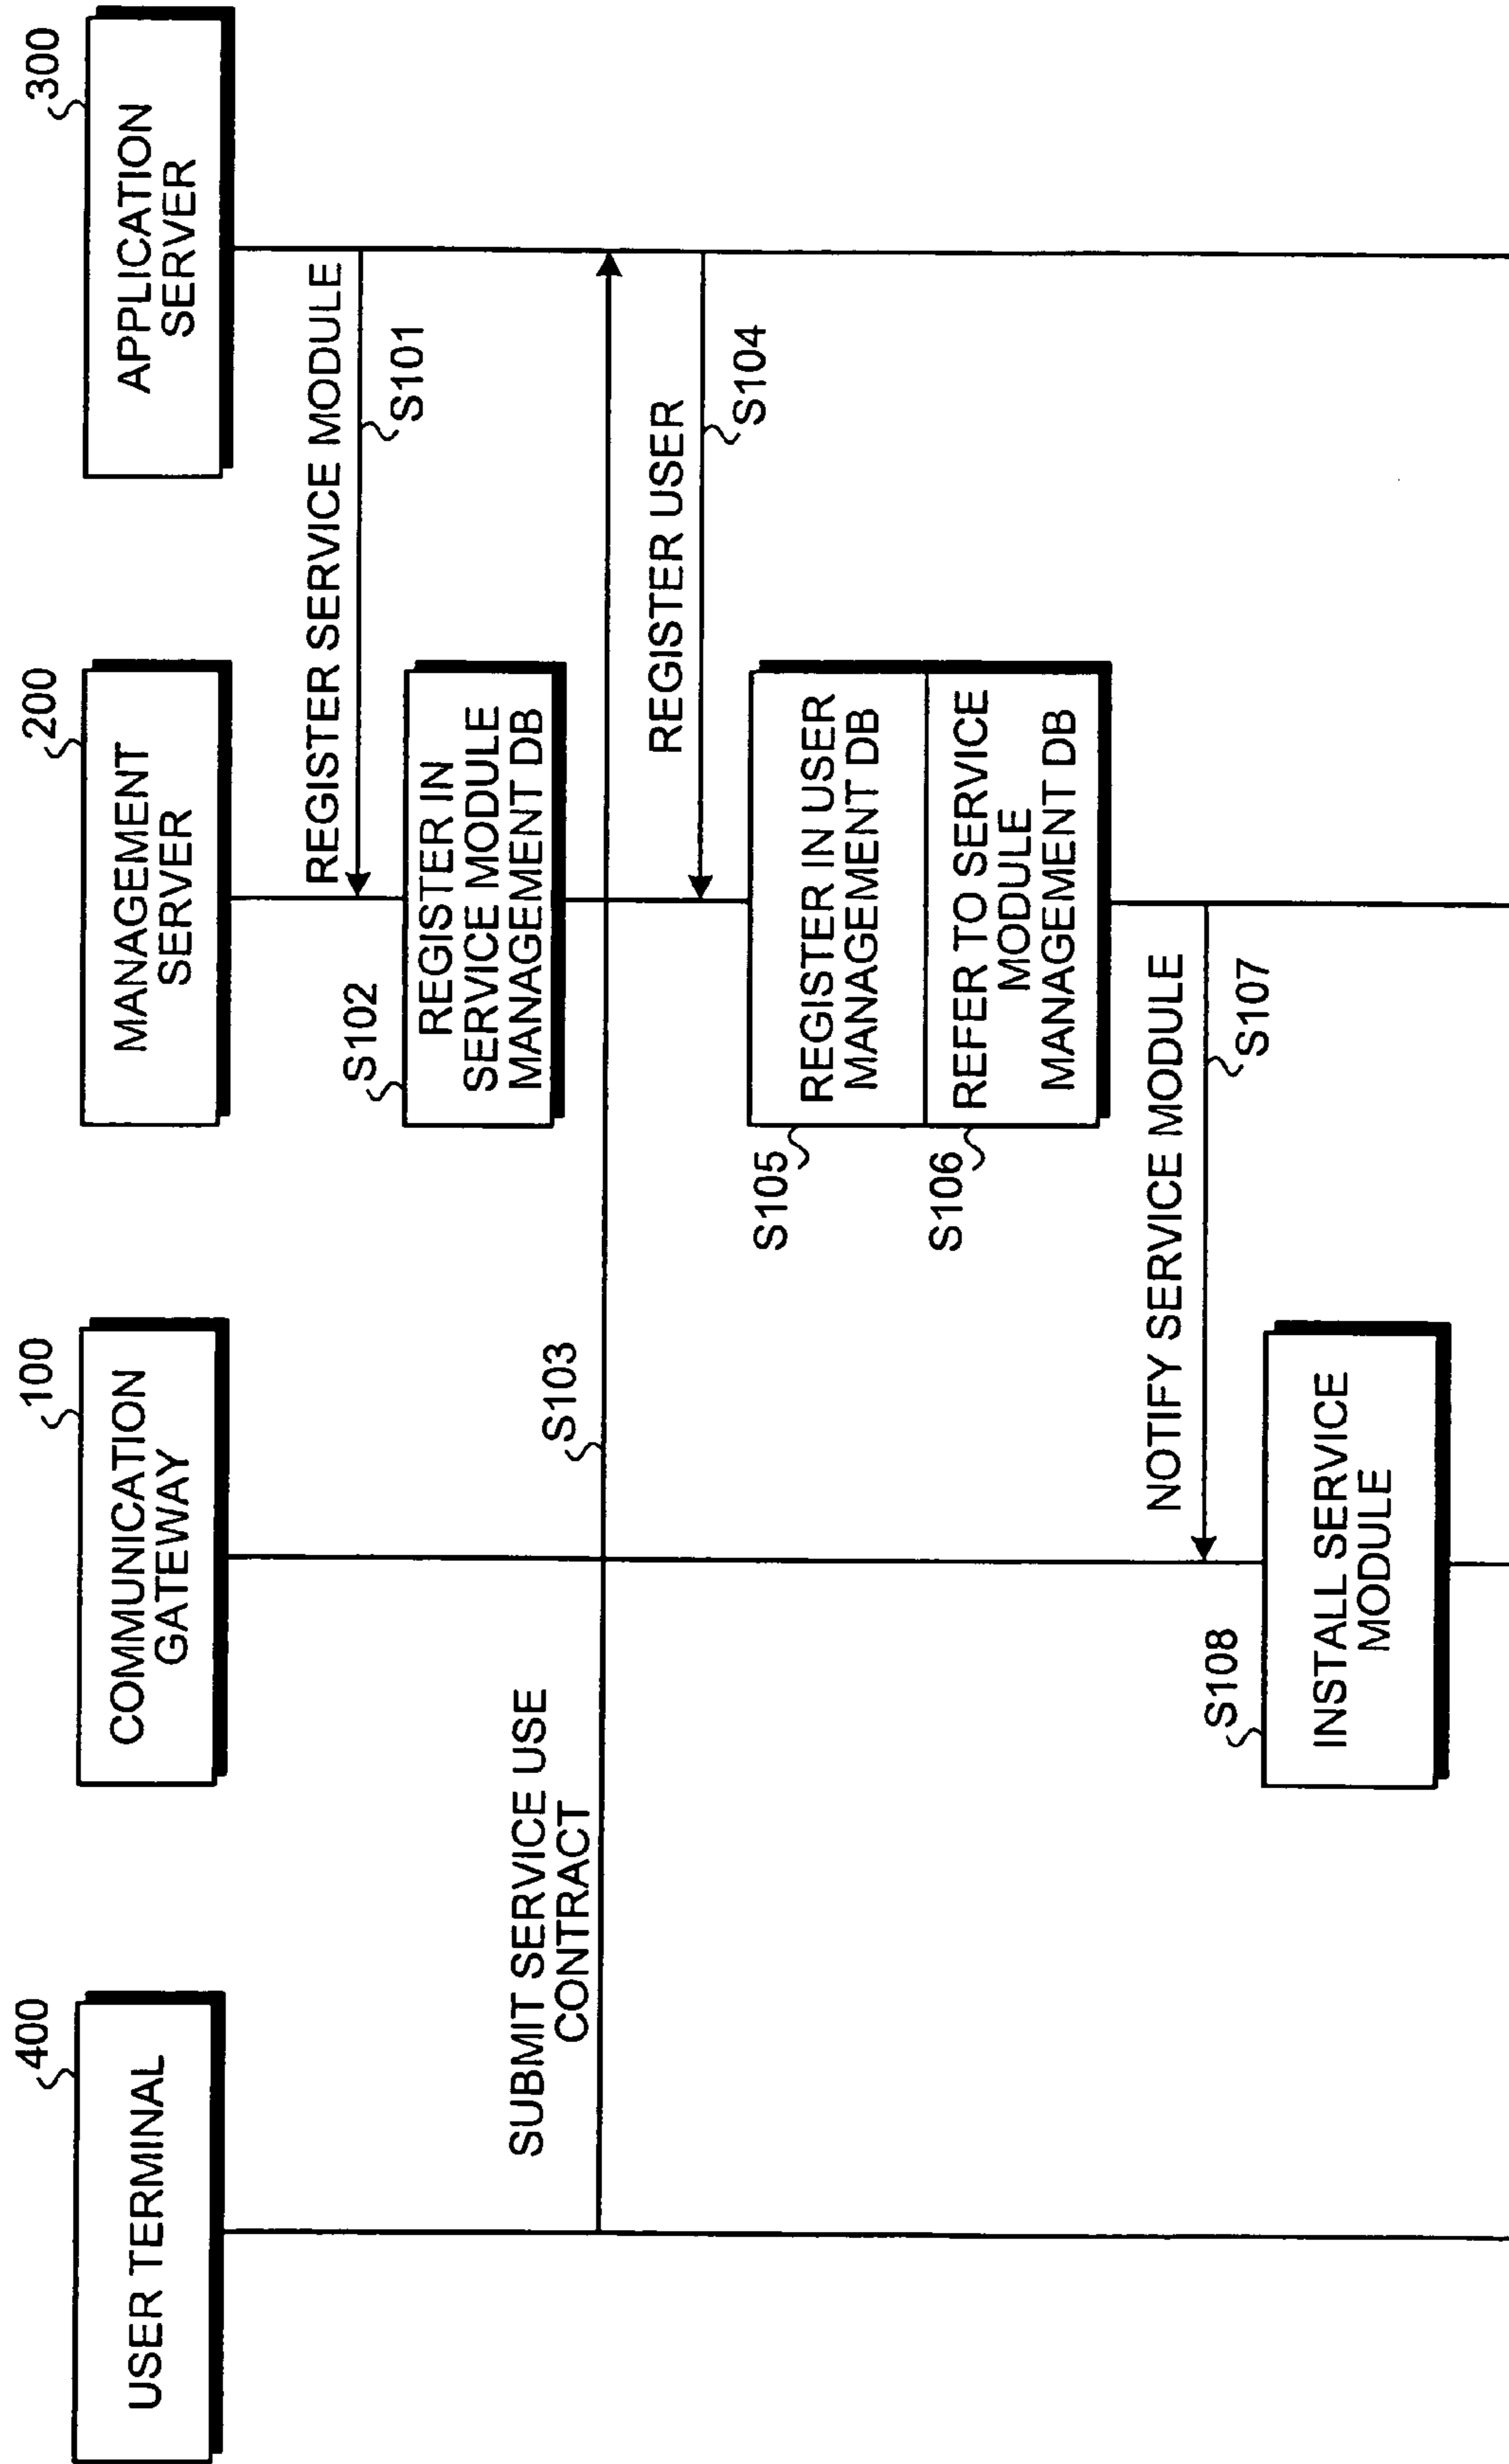 400
USER TERMINAL
100
COMMUNICATION
GATEWAY
200
MANAGEMENT
SERVER
300
APPLICATION
SERVER
REGISTER SERVICE MODULE
S101
S102
REGISTER IN
SERVICE MODULE
MANAGEMENT DB
SUBMIT SERVICE USE
CONTRACT
S103
REGISTER USER
S104
S105
REGISTER IN USER
MANAGEMENT DB
S106
REFER TO SERVICE
MODULE
MANAGEMENT DB
NOTIFY SERVICE MODULE
S107
S108
INSTALL SERVICE
MODULE